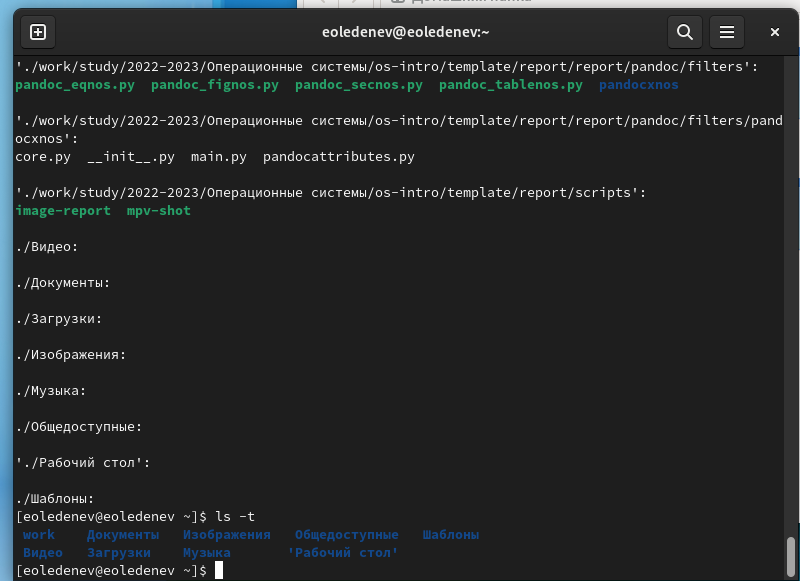 Домашняя папка
eoledenev@eoledenev:~
'./work/study/2022-2023/Операционные системы/os-intro/template/report/report/pandoc/filters':
pandoc_eqnos.py  pandoc_fignos.py  pandoc_secnos.py  pandoc_tablenos.py  pandocxnos
'./work/study/2022-2023/Операционные системы/os-intro/template/report/report/pandoc/filters/pand
ocxnos':
core.py  __init__.py  main.py  pandocattributes.py
'./work/study/2022-2023/Операционные системы/os-intro/template/report/scripts':
image-report  mpv-shot
./Видео:
./Документы:
./Загрузки:
./Изображения:
./Музыка:
./Общедоступные:
'./Рабочий стол':
./Шаблоны:
[eoledenev@eoledenev ~]$ ls -t
work  Документы  Изображения  Общедоступные  Шаблоны
Видео  Загрузки  Музыка  'Рабочий стол'
[eoledenev@eoledenev ~]$